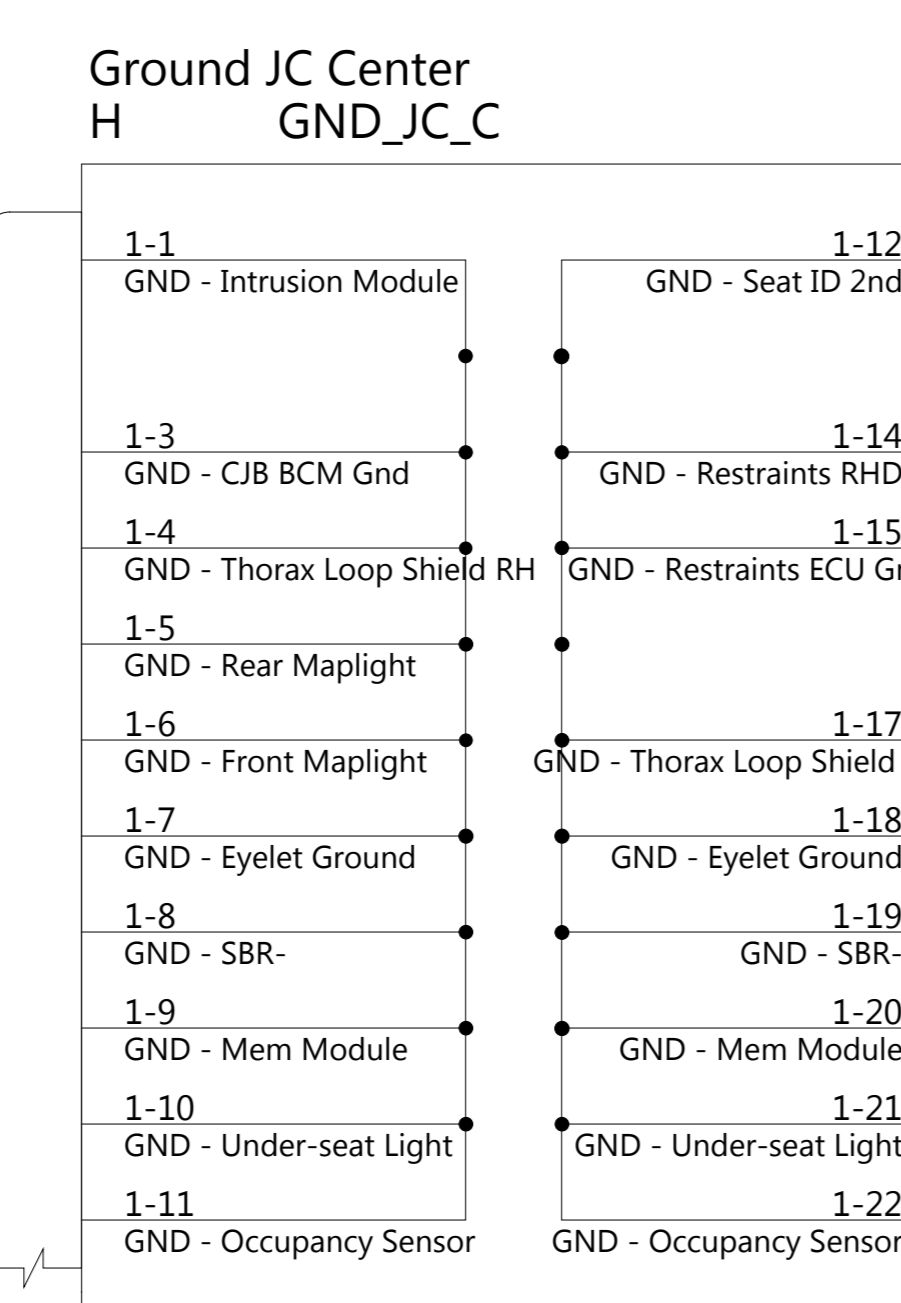 Ground JC Center
H GND_JC_C
1-1
GND - Intrusion Module
1-3
GND - CJB BCM Gnd
1-4
GND - Thorax Loop Shield RH
1-5
GND - Rear Maplight
1-6
GND - Front Maplight
1-7
GND - Eyelet Ground
1-8
GND - SBR-
1-9
GND - Mem Module
1-10
GND - Under-seat Light
1-11
GND - Occupancy Sensor
1-12
GND - Seat ID 2nd
1-14
GND - Restraints RHD
1-15
GND - Restraints ECU
1-17
GND - Thorax Loop Shield
1-18
GND - Eyelet Ground
1-19
GND - SBR-
1-20
GND - Mem Module
1-21
GND - Under-seat Light
1-22
GND - Occupancy Sensor